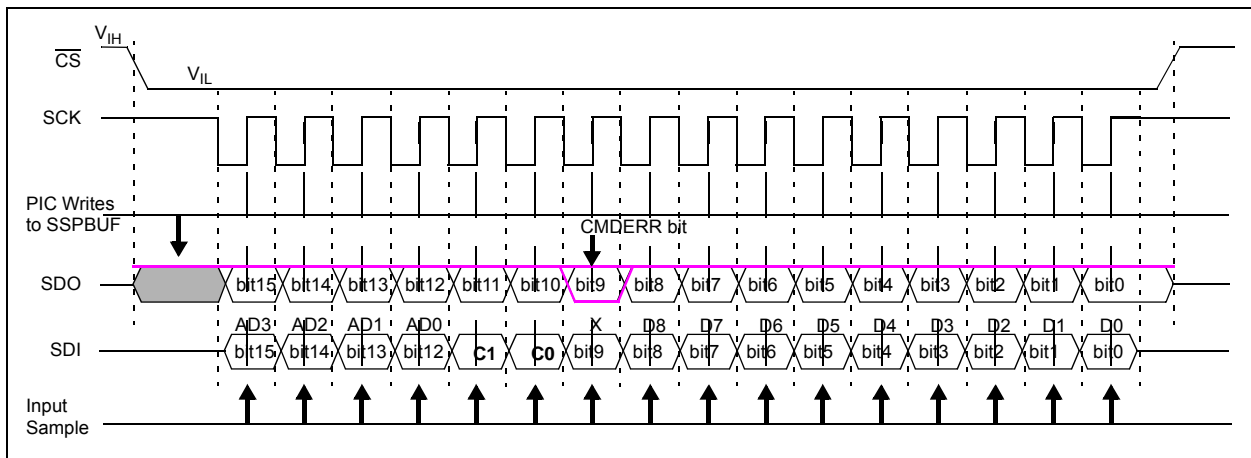 VIH
CS
VIL
SCK
PIC Writes
to SSPBUF
CMDERR bit
SDO bit15 bit14 bit13 bit12 bit11 bit10 bit9 bit8 bit7 bit6 bit5 bit4 bit3 bit2 bit1 bit0
AD3 AD2 AD1 AD0 X D8 D7 D6 D5 D4 D3 D2 D1 D0
SDI bit15 bit14 bit13 bit12 C1 C0 bit9 bit8 bit7 bit6 bit5 bit4 bit3 bit2 bit1 bit0
Input
Sample